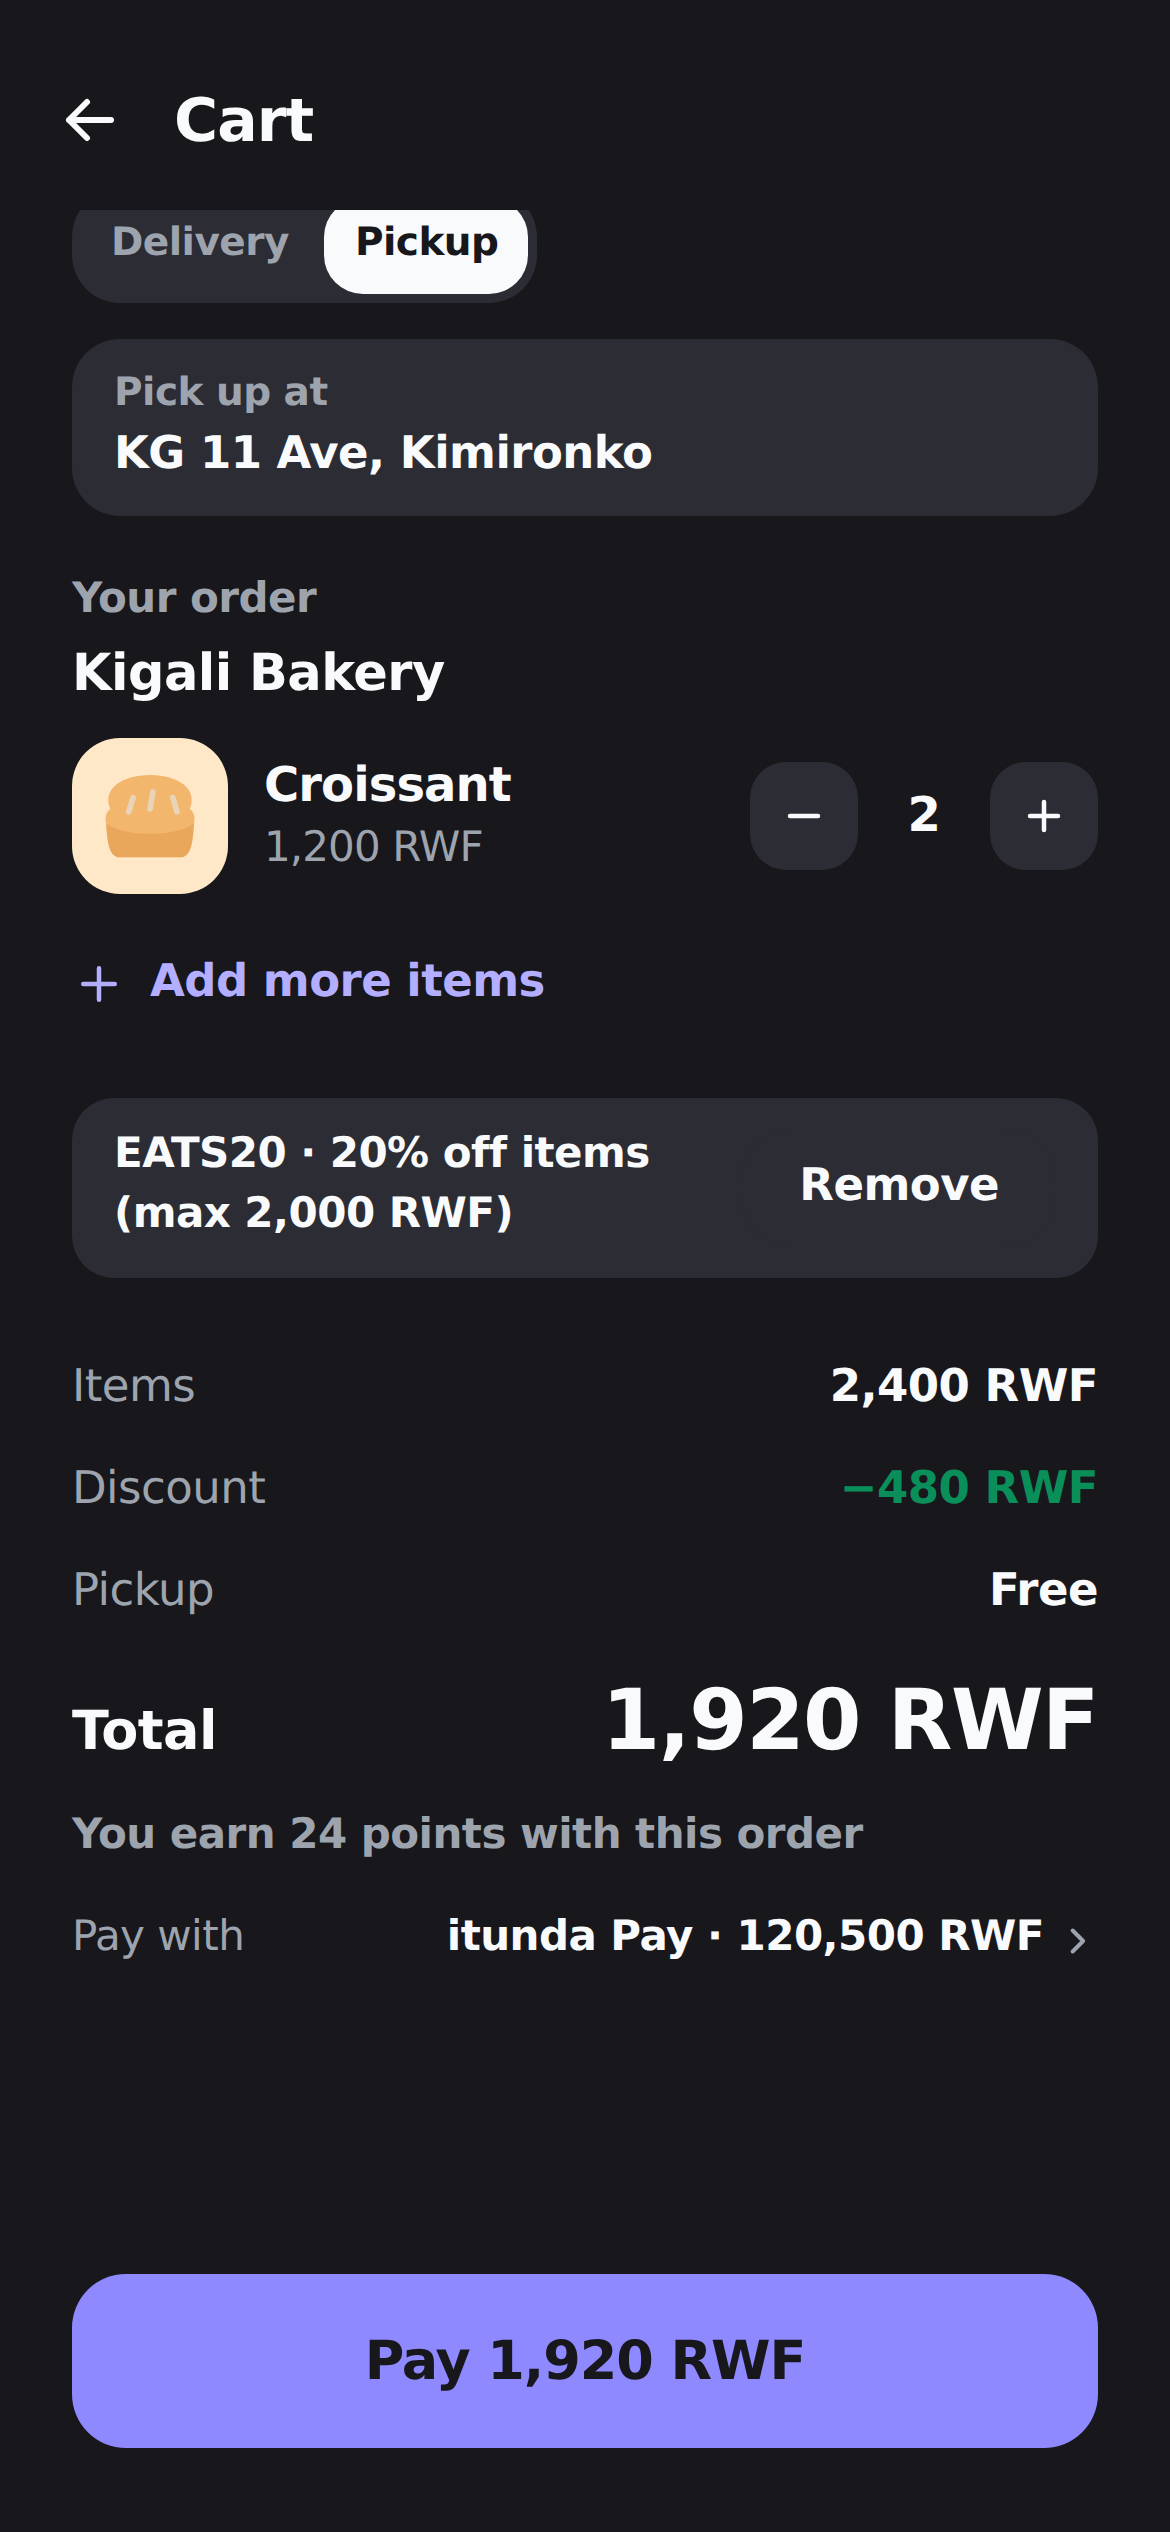 Cart
Delivery
Pickup
Pick up at
KG 11 Ave, Kimironko
Your order
Kigali Bakery
Croissant
1,200 RWF
2
Add more items
EATS20 · 20% off items
(max 2,000 RWF)
Remove
Items
2,400 RWF
Discount
−480 RWF
Pickup
Free
Total
1,920 RWF
You earn 24 points with this order
Pay with
itunda Pay · 120,500 RWF
Pay 1,920 RWF